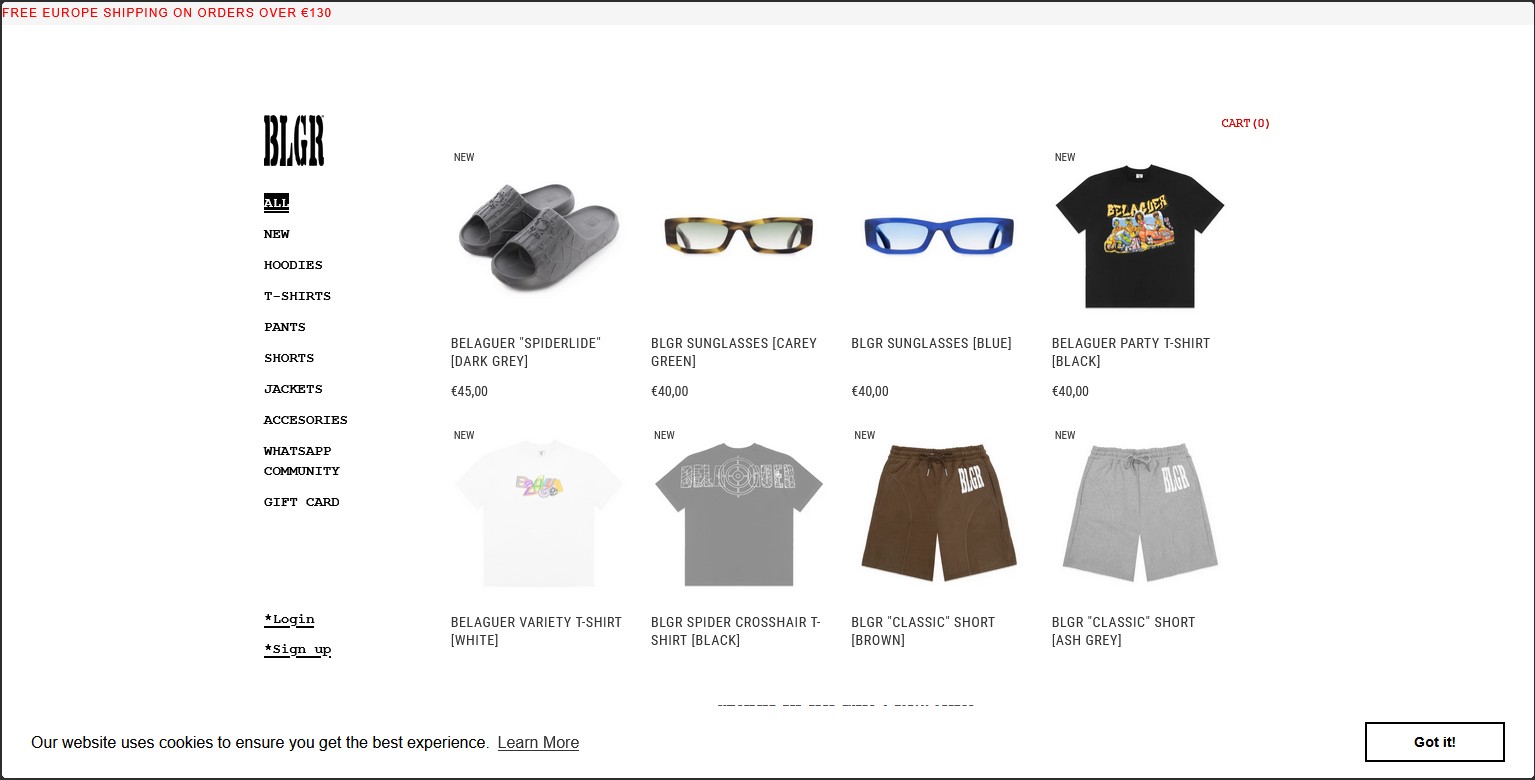 FREE EUROPE SHIPPING ON ORDERS OVER €130
BLGR
CART(0)
ALL
NEW
HOODIES
T-SHIRTS
PANTS
SHORTS
JACKETS
ACCESORIES
WHATSAPP
COMMUNITY
GIFT CARD
*Login
*Sign up
NEW
NEW
BELAGUER
BELAGUER "SPIDERLIDE"
[DARK GREY]
€45,00
BLGR SUNGLASSES [CAREY
GREEN]
€40,00
BLGR SUNGLASSES [BLUE]
€40,00
BELAGUER PARTY T-SHIRT
[BLACK]
€40,00
NEW
NEW
NEW
BLGR
NEW
BLGR
BELAGUER VARIETY T-SHIRT
[WHITE]
BLGR SPIDER CROSSHAIR T-
SHIRT [BLACK]
BLGR "CLASSIC" SHORT
[BROWN]
BLGR "CLASSIC" SHORT
[ASH GREY]
Our website uses cookies to ensure you get the best experience. Learn More
Got it!